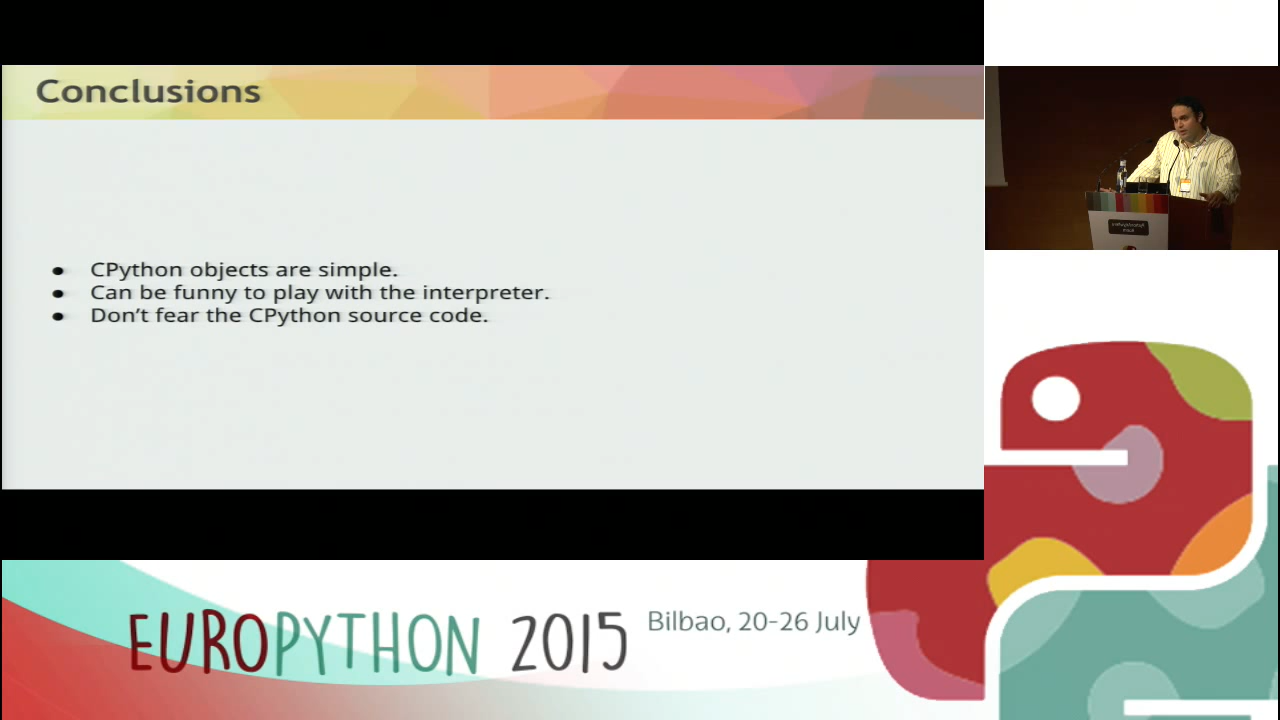 Conclusions
● CPython objects are simple.
● Can be funny to play with the interpreter.
● Don't fear the CPython source code.
EUROPYTHON 2015
Bilbao, 20-26 July